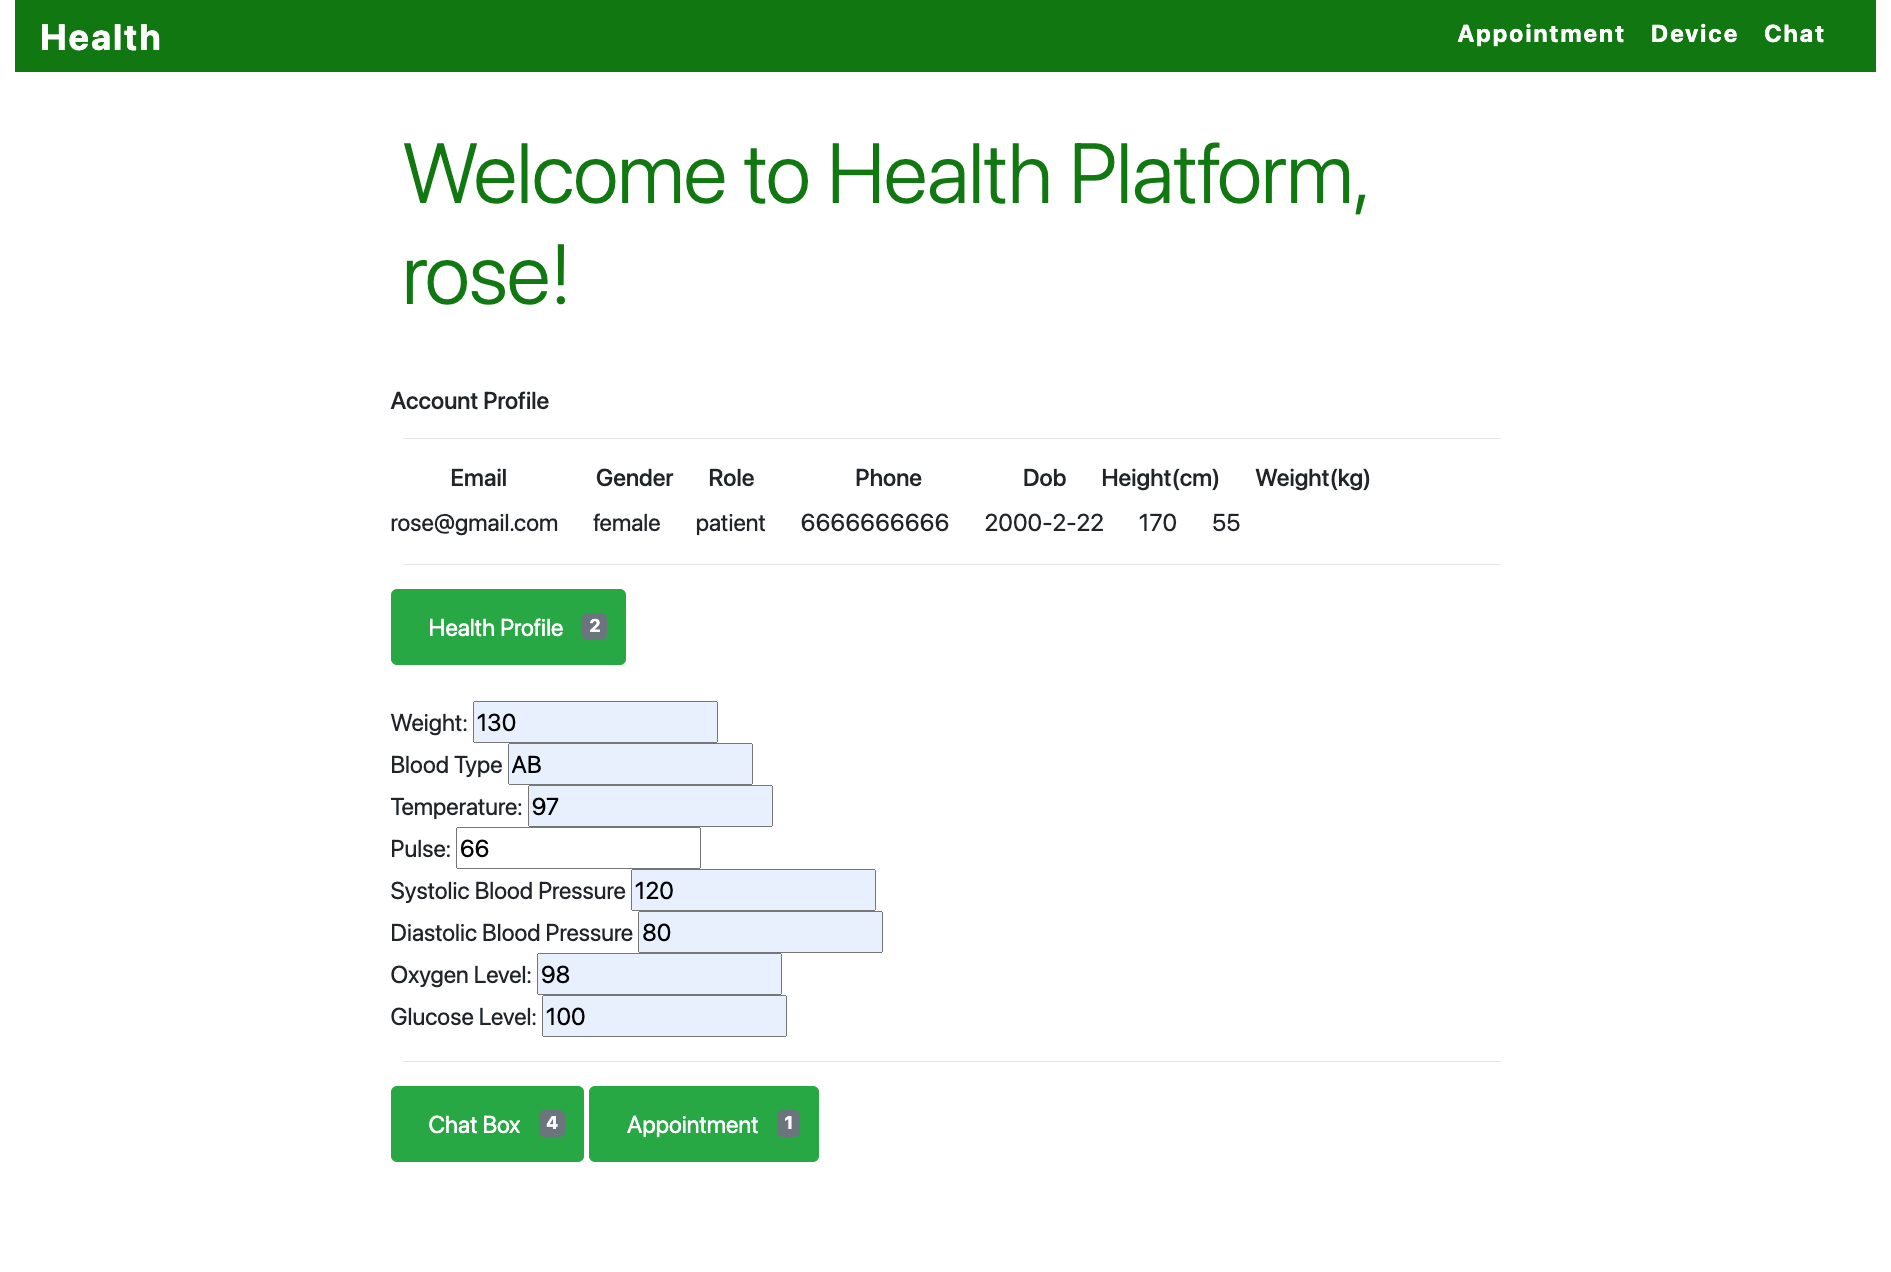 Health Appointment Device Chat
Welcome to Health Platform,
rose!
Account Profile
Email Gender Role Phone Dob Height(cm) Weight(kg)
rose@gmail.com female patient 6666666666 2000-2-22 170 55
Health Profile 2
Weight: 130
Blood Type AB
Temperature: 97
Pulse: 66
Systolic Blood Pressure 120
Diastolic Blood Pressure 80
Oxygen Level: 98
Glucose Level: 100
Chat Box 4 Appointment 1